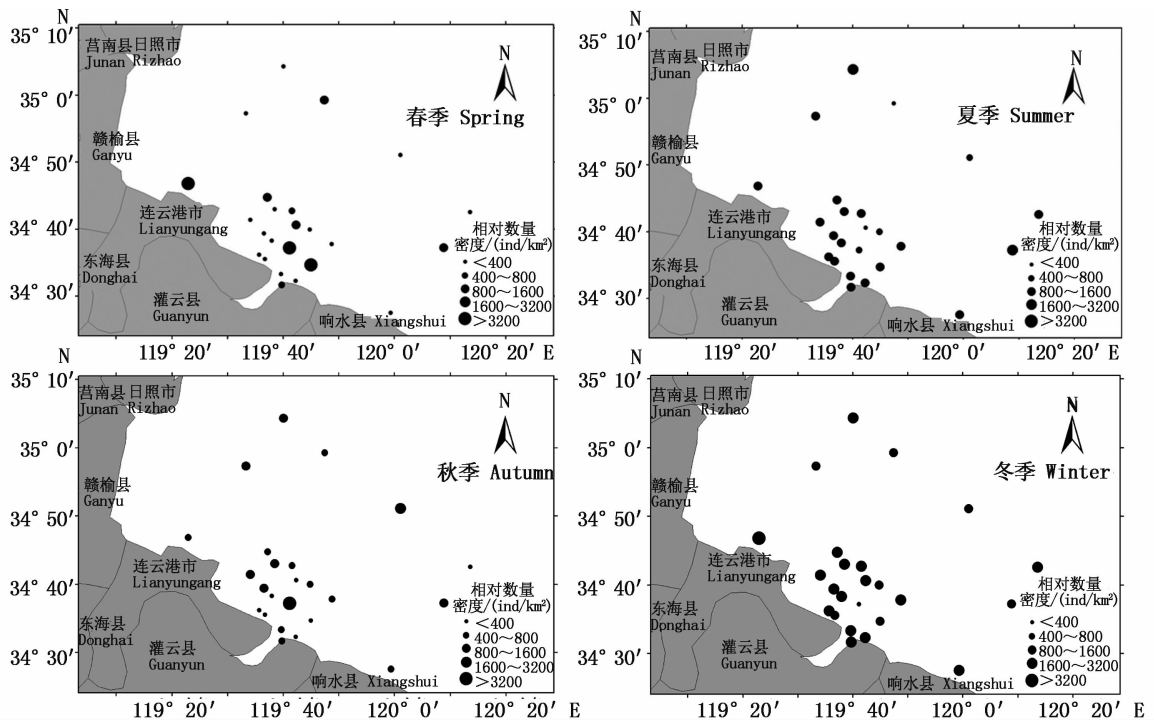 N
35° 10′
35° 0′
34° 50′
34° 40′
34° 30′
莒南县 日照市
Junan Rizhao
赣榆县
Ganyu
连云港市
Lianyungang
东海县
Donghai
灌云县
Guanyun
响水县 Xiangshui
N
春季 Spring
相对数量
密度/(ind/km²)
<400
400~800
800~1600
1600~3200
>3200
119° 20′ 119° 40′ 120° 0′ 120° 20′ E
N
35° 10′
35° 0′
34° 50′
34° 40′
34° 30′
莒南县 日照市
Junan Rizhao
赣榆县
Ganyu
连云港市
Lianyungang
东海县
Donghai
灌云县
Guanyun
响水县 Xiangshui
N
夏季 Summer
相对数量
密度/(ind/km²)
<400
400~800
800~1600
1600~3200
>3200
119° 20′ 119° 40′ 120° 0′ 120° 20′ E
N
35° 10′
35° 0′
34° 50′
34° 40′
34° 30′
莒南县 日照市
Junan Rizhao
赣榆县
Ganyu
连云港市
Lianyungang
东海县
Donghai
灌云县
Guanyun
响水县 Xiangshui
N
秋季 Autumn
相对数量
密度/(ind/km²)
<400
400~800
800~1600
1600~3200
>3200
119° 20′ 119° 40′ 120° 0′ 120° 20′ E
N
35° 10′
35° 0′
34° 50′
34° 40′
34° 30′
莒南县 日照市
Junan Rizhao
赣榆县
Ganyu
连云港市
Lianyungang
东海县
Donghai
灌云县
Guanyun
响水县 Xiangshui
N
冬季 Winter
相对数量
密度/(ind/km²)
<400
400~800
800~1600
1600~3200
>3200
119° 20′ 119° 40′ 120° 0′ 120° 20′ E